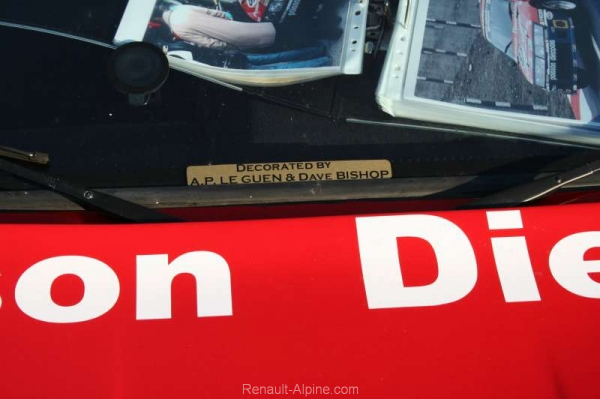 DECORATED BY
A.P. LE GUEN & DAVE BISHOP
son Die
Renault-Alpine.com